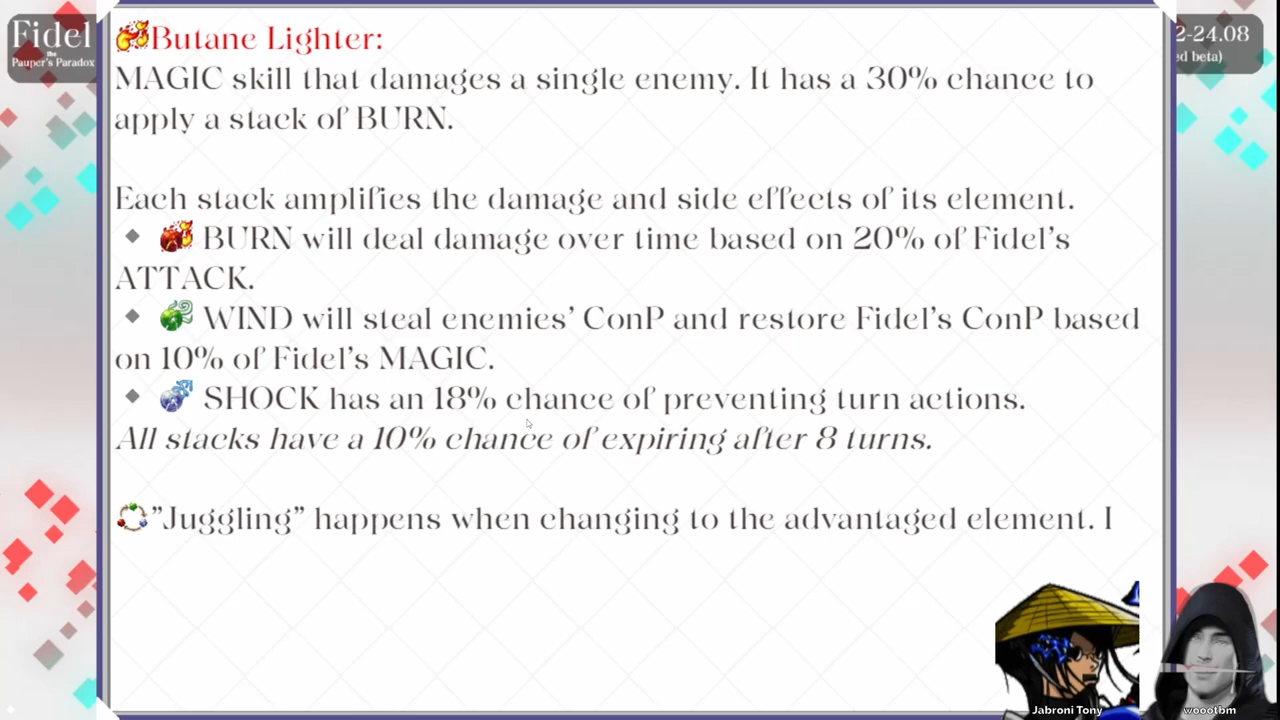 Fidel
the
Pauper's Paradox
2-24.08
ed beta)
Butane Lighter:
MAGIC skill that damages a single enemy. It has a 30% chance to
apply a stack of BURN.
Each stack amplifies the damage and side effects of its element.
BURN will deal damage over time based on 20% of Fidel's
ATTACK.
WIND will steal enemies' ConP and restore Fidel's ConP based
on 10% of Fidel's MAGIC.
SHOCK has an 18% chance of preventing turn actions.
All stacks have a 10% chance of expiring after 8 turns.
"Juggling" happens when changing to the advantaged element. I
Jabroni Tony
woootbm